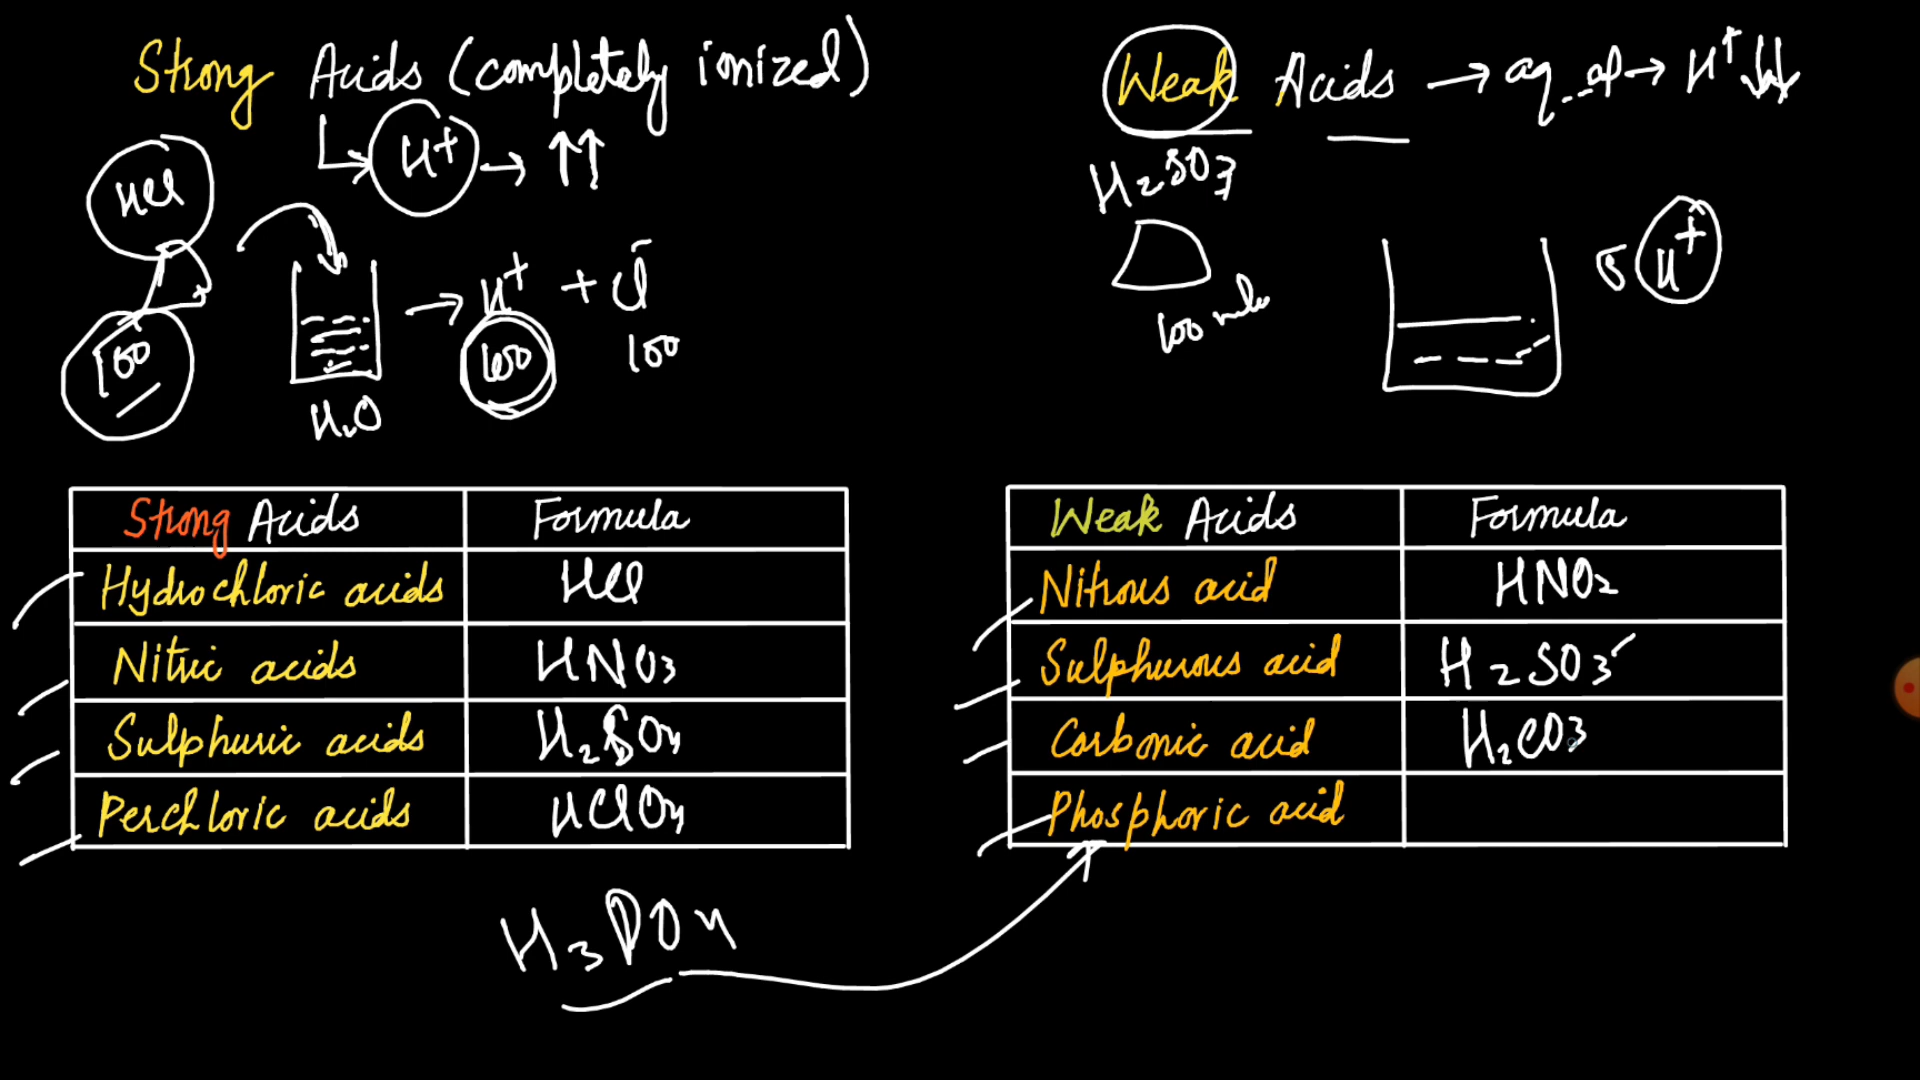 Strong Acids (completely ionized)
H+ → ↑↑
HCl
100
H2O
→ H+ + Cl-
100 100
Weak Acids → aq. → H+ ↓↓
H2SO3
100
5 H+
Strong Acids Formula
Hydrochloric acids HCl
Nitric acids HNO3
Sulphuric acids H2SO4
Perchloric acids HClO4
Weak Acids Formula
Nitrous acid HNO2
Sulphurous acid H2SO3
Carbonic acid H2CO3
Phosphoric acid
H3PO4